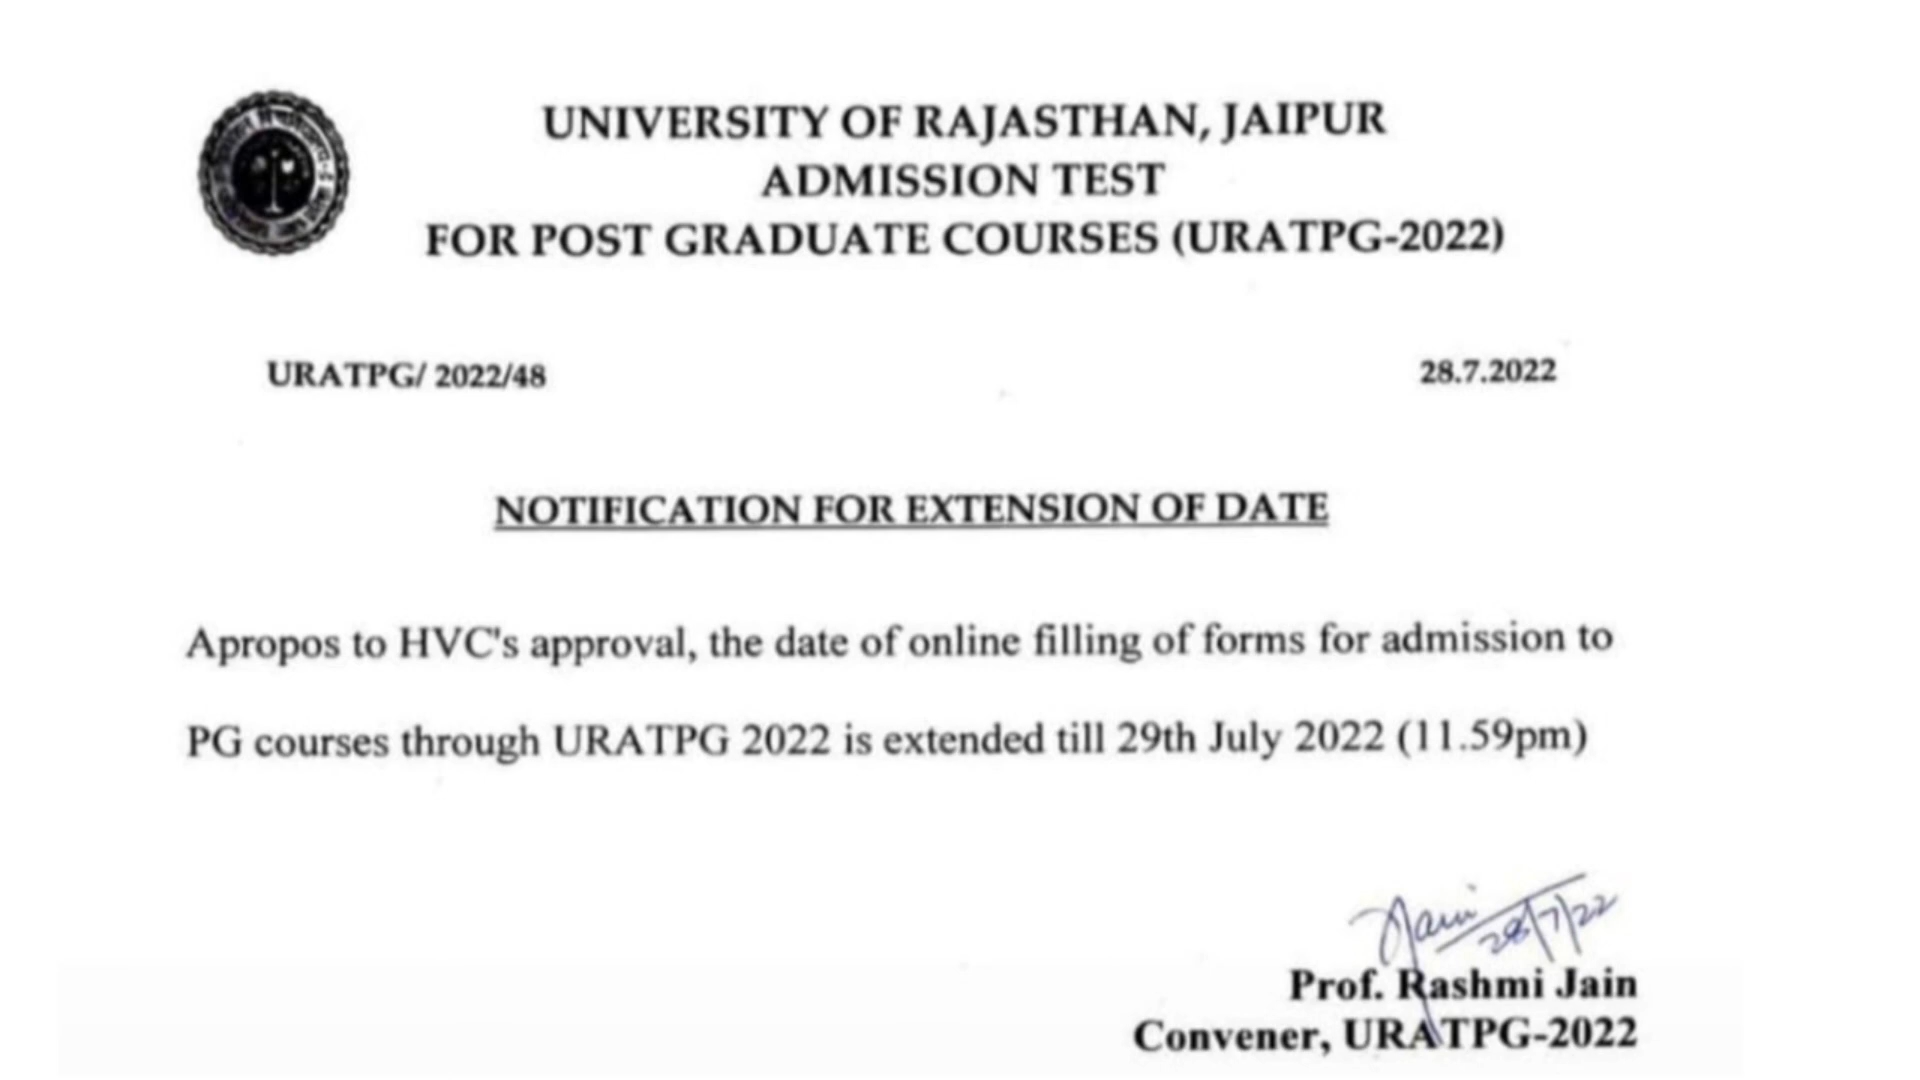 UNIVERSITY OF RAJASTHAN, JAIPUR
ADMISSION TEST
FOR POST GRADUATE COURSES (URATPG-2022)
URATPG/ 2022/48 28.7.2022
NOTIFICATION FOR EXTENSION OF DATE
Apropos to HVC's approval, the date of online filling of forms for admission to
PG courses through URATPG 2022 is extended till 29th July 2022 (11.59pm)
Jain 28/7/22
Prof. Rashmi Jain
Convener, URATPG-2022